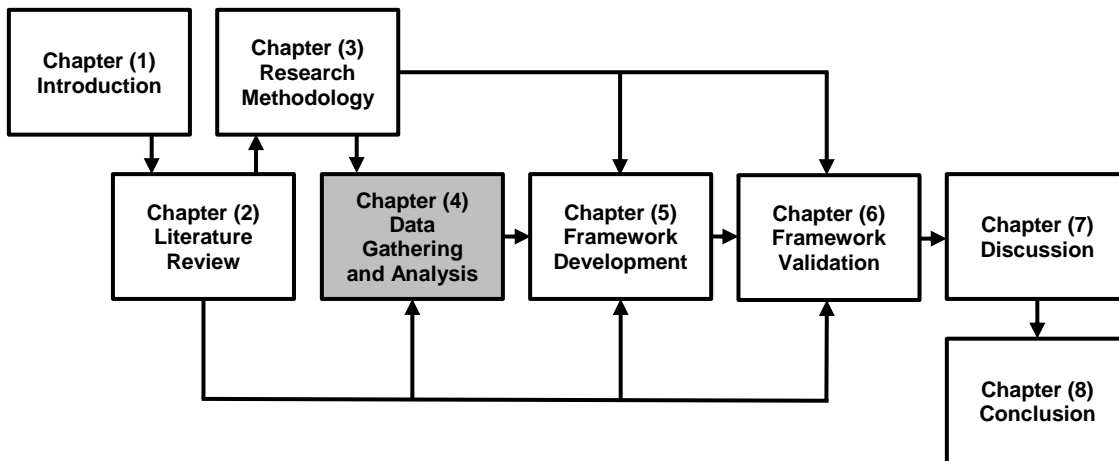 Chapter (1)
Introduction
Chapter (3)
Research
Methodology
Chapter (2)
Literature
Review
Chapter (4)
Data
Gathering
and Analysis
Chapter (5)
Framework
Development
Chapter (6)
Framework
Validation
Chapter (7)
Discussion
Chapter (8)
Conclusion